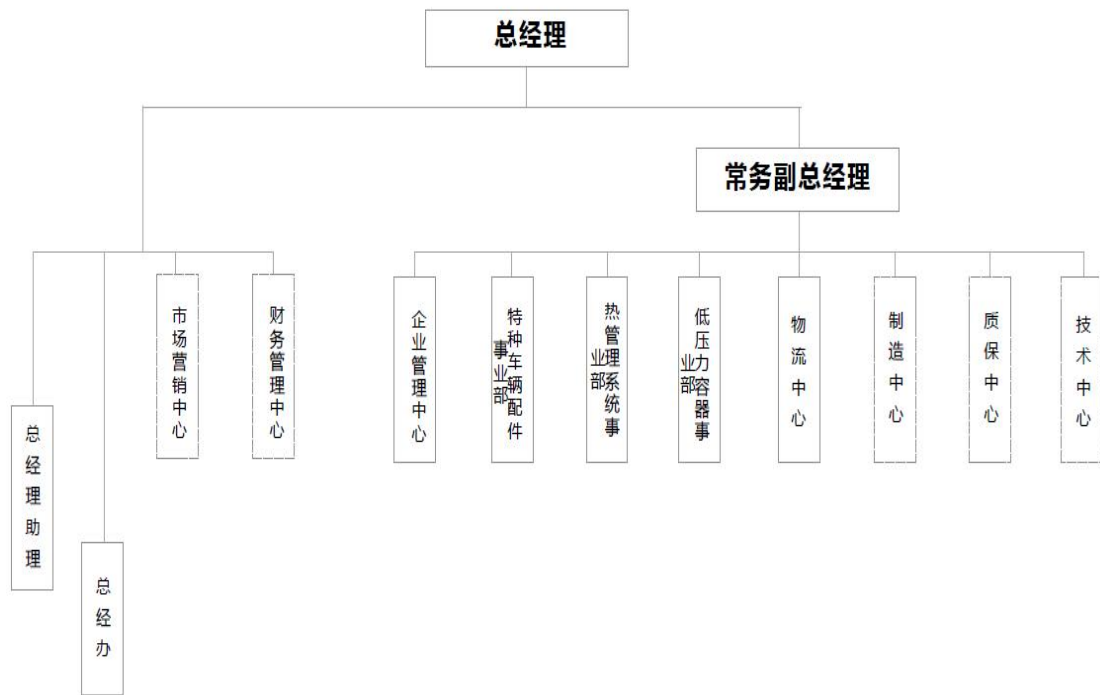 总经理
常务副总经理
市场营销中心
财务管理中心
企业管理中心
特种车辆配件
事业部
热管理系统事
业部
低压力容器事
业部
物流中心
制造中心
质保中心
技术中心
总经理助理
总经办